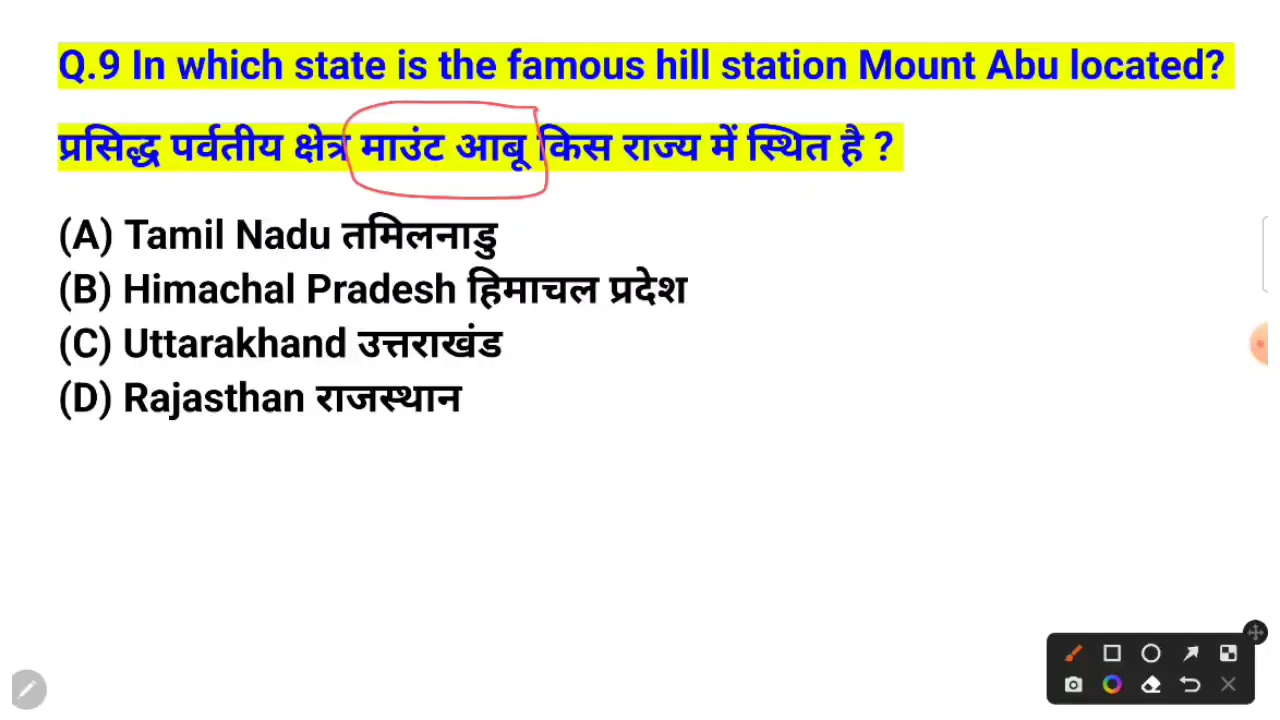 Q.9 In which state is the famous hill station Mount Abu located?
प्रसिद्ध पर्वतीय क्षेत्र माउंट आबू किस राज्य में स्थित है ?
(A) Tamil Nadu तमिलनाडु
(B) Himachal Pradesh हिमाचल प्रदेश
(C) Uttarakhand उत्तराखंड
(D) Rajasthan राजस्थान